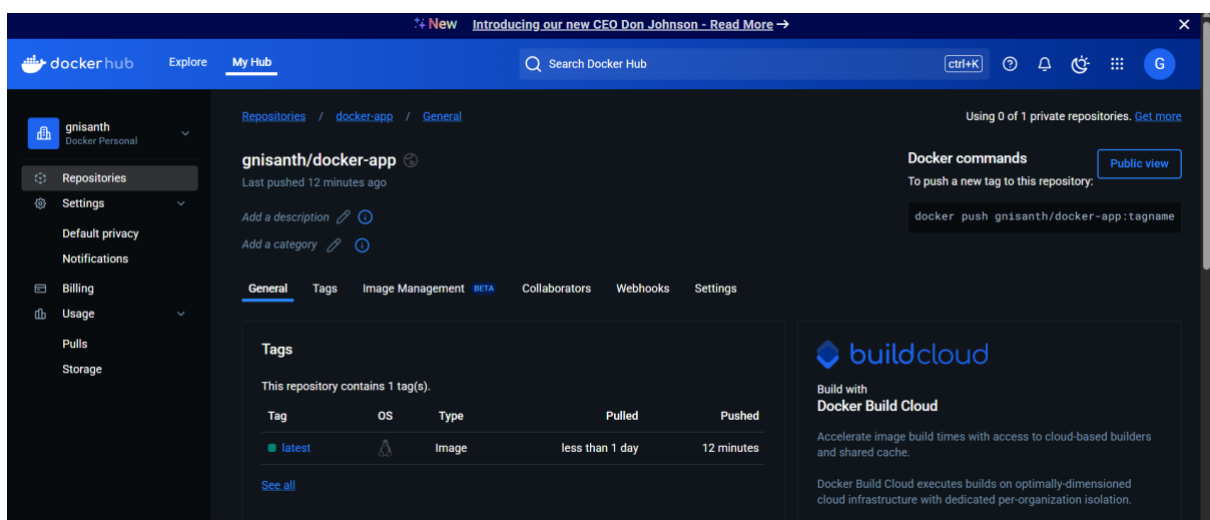 New Introducing our new CEO Don Johnson - Read More →
dockerhub Explore My Hub Search Docker Hub ctrl+K G
gnisanth
Docker Personal
Repositories
Settings
Default privacy
Notifications
Billing
Usage
Pulls
Storage
Repositories / docker-app / General
Using 0 of 1 private repositories. Get more
gnisanth/docker-app
Last pushed 12 minutes ago
Add a description
Add a category
Docker commands
Public view
To push a new tag to this repository:
docker push gnisanth/docker-app:tagname
General Tags Image Management BETA Collaborators Webhooks Settings
Tags
This repository contains 1 tag(s).
Tag OS Type Pulled Pushed
latest Image less than 1 day 12 minutes
See all
buildcloud
Build with
Docker Build Cloud
Accelerate image build times with access to cloud-based builders
and shared cache.
Docker Build Cloud executes builds on optimally-dimensioned
cloud infrastructure with dedicated per-organization isolation.